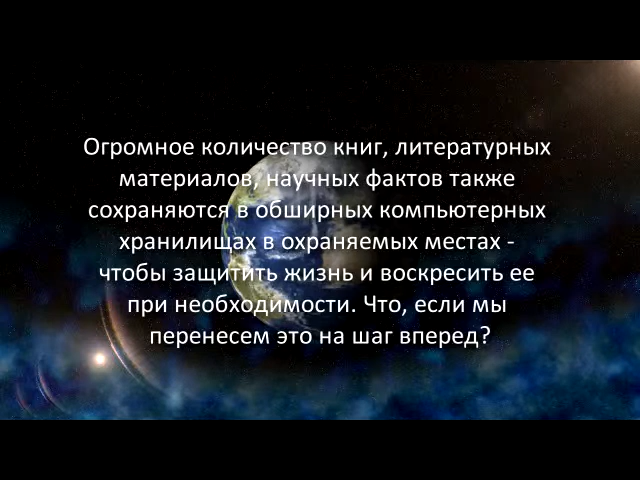 Огромное количество книг, литературных
материалов, научных фактов также
сохраняются в обширных компьютерных
хранилищах в охраняемых местах -
чтобы защитить жизнь и воскресить ее
при необходимости. Что, если мы
перенесем это на шаг вперед?